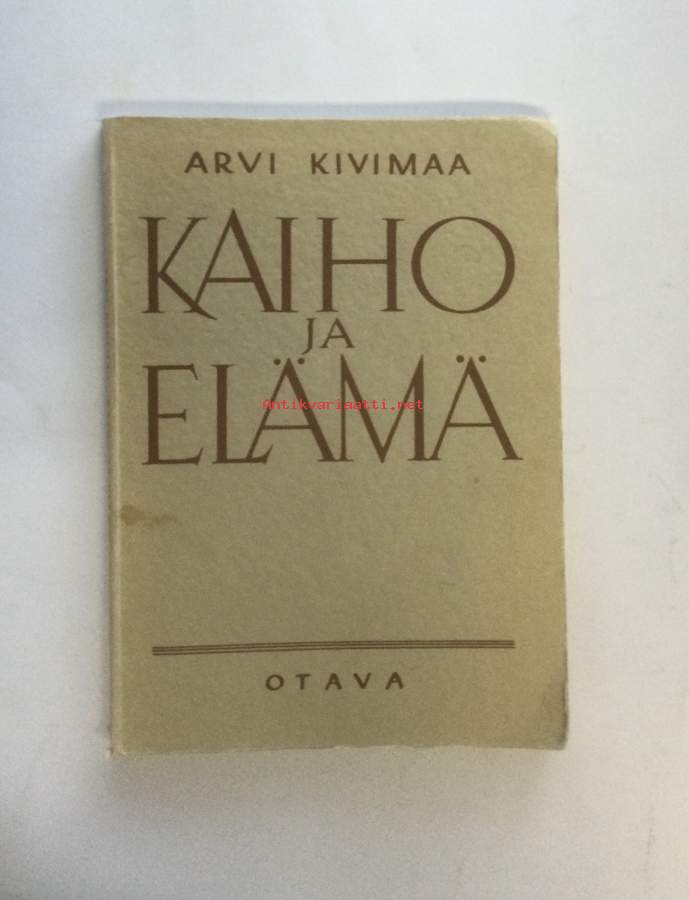 ARVI KIVIMAA
KAIHO
JA
ELÄMÄ
Antikvariaatti.net
OTAVA